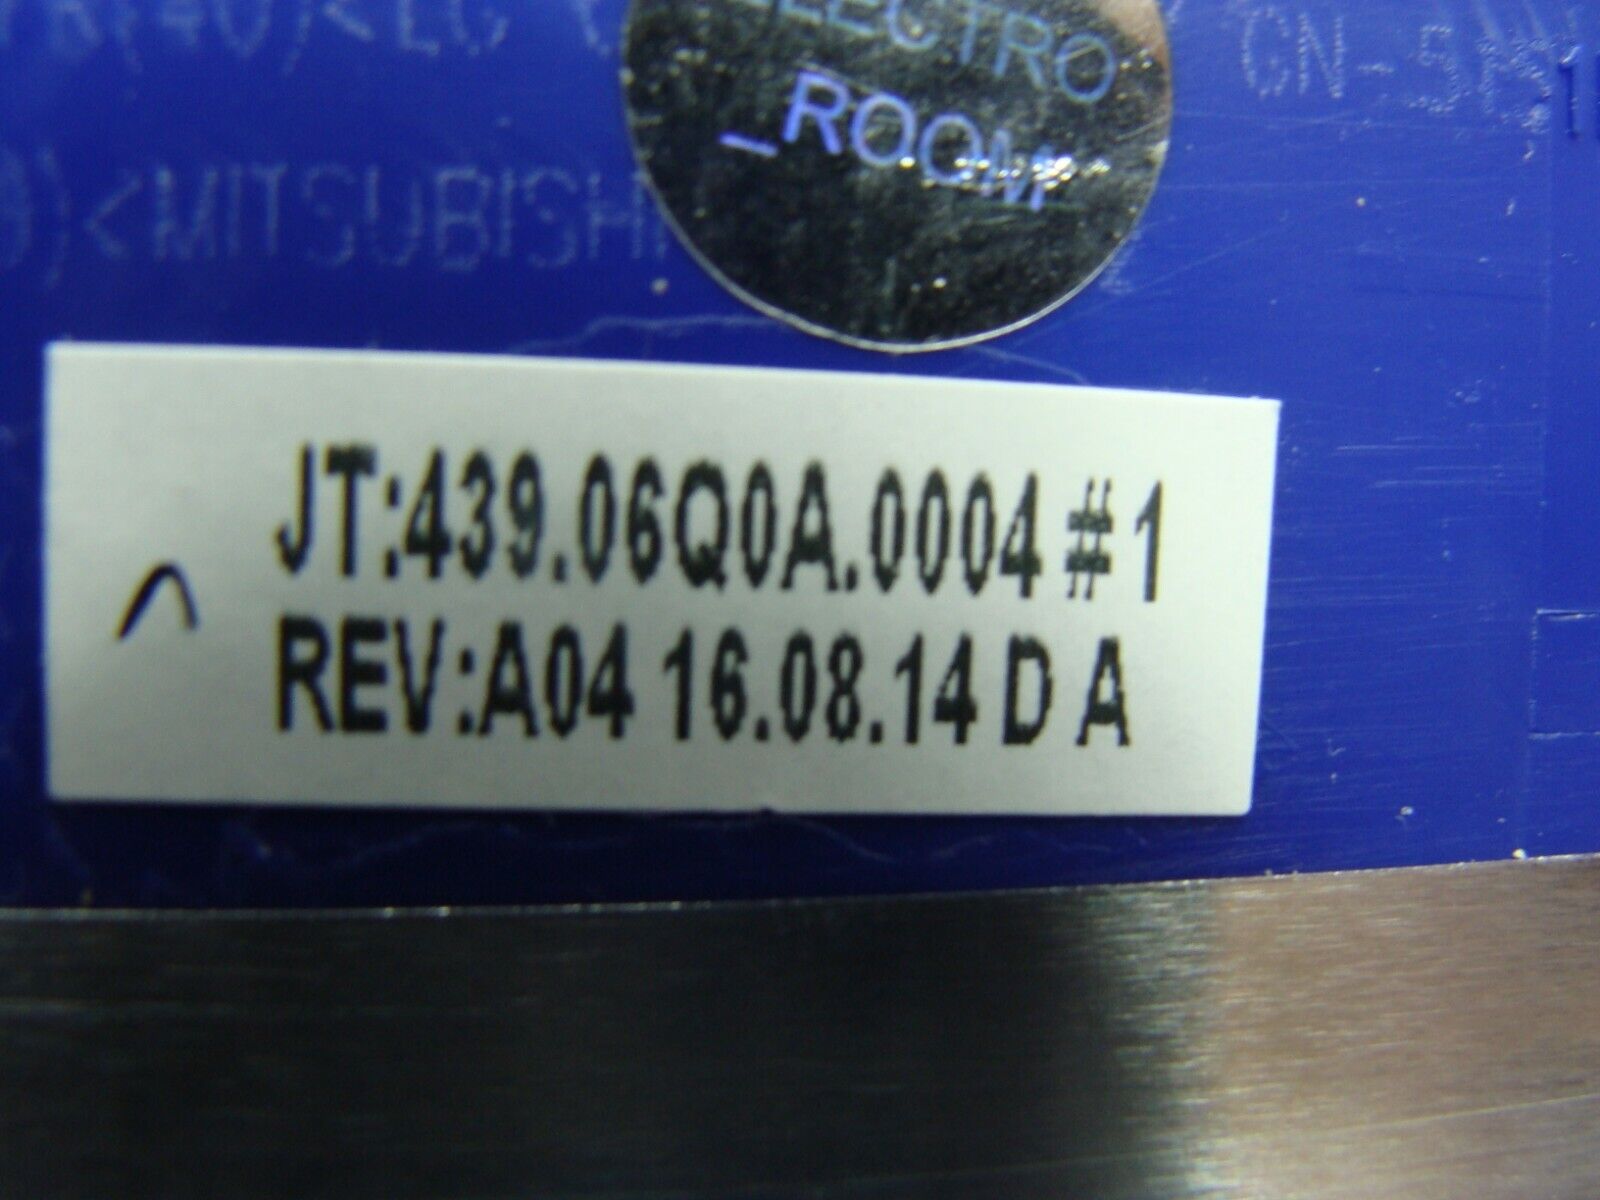 ELECTRO
_ROOM
<MITSUBISHI
JT:439.06Q0A.0004 #1
REV:A04 16.08.14 D A